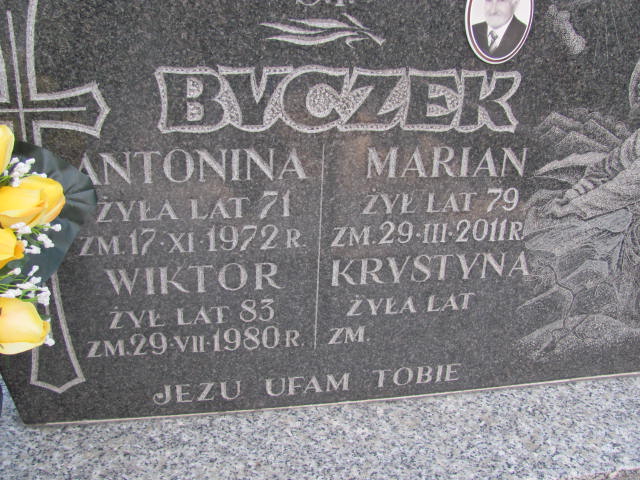 Ś.P.
BYCZEK
ANTONINA
ŻYŁA LAT 71
ZM. 17·XI·1972 R.
WIKTOR
ŻYŁ LAT 83
ZM. 29·VII·1980 R.
MARIAN
ŻYŁ LAT 79
ZM. 29·III·2011 R
KRYSTYNA
ŻYŁA LAT
ZM.
JEZU UFAM TOBIE